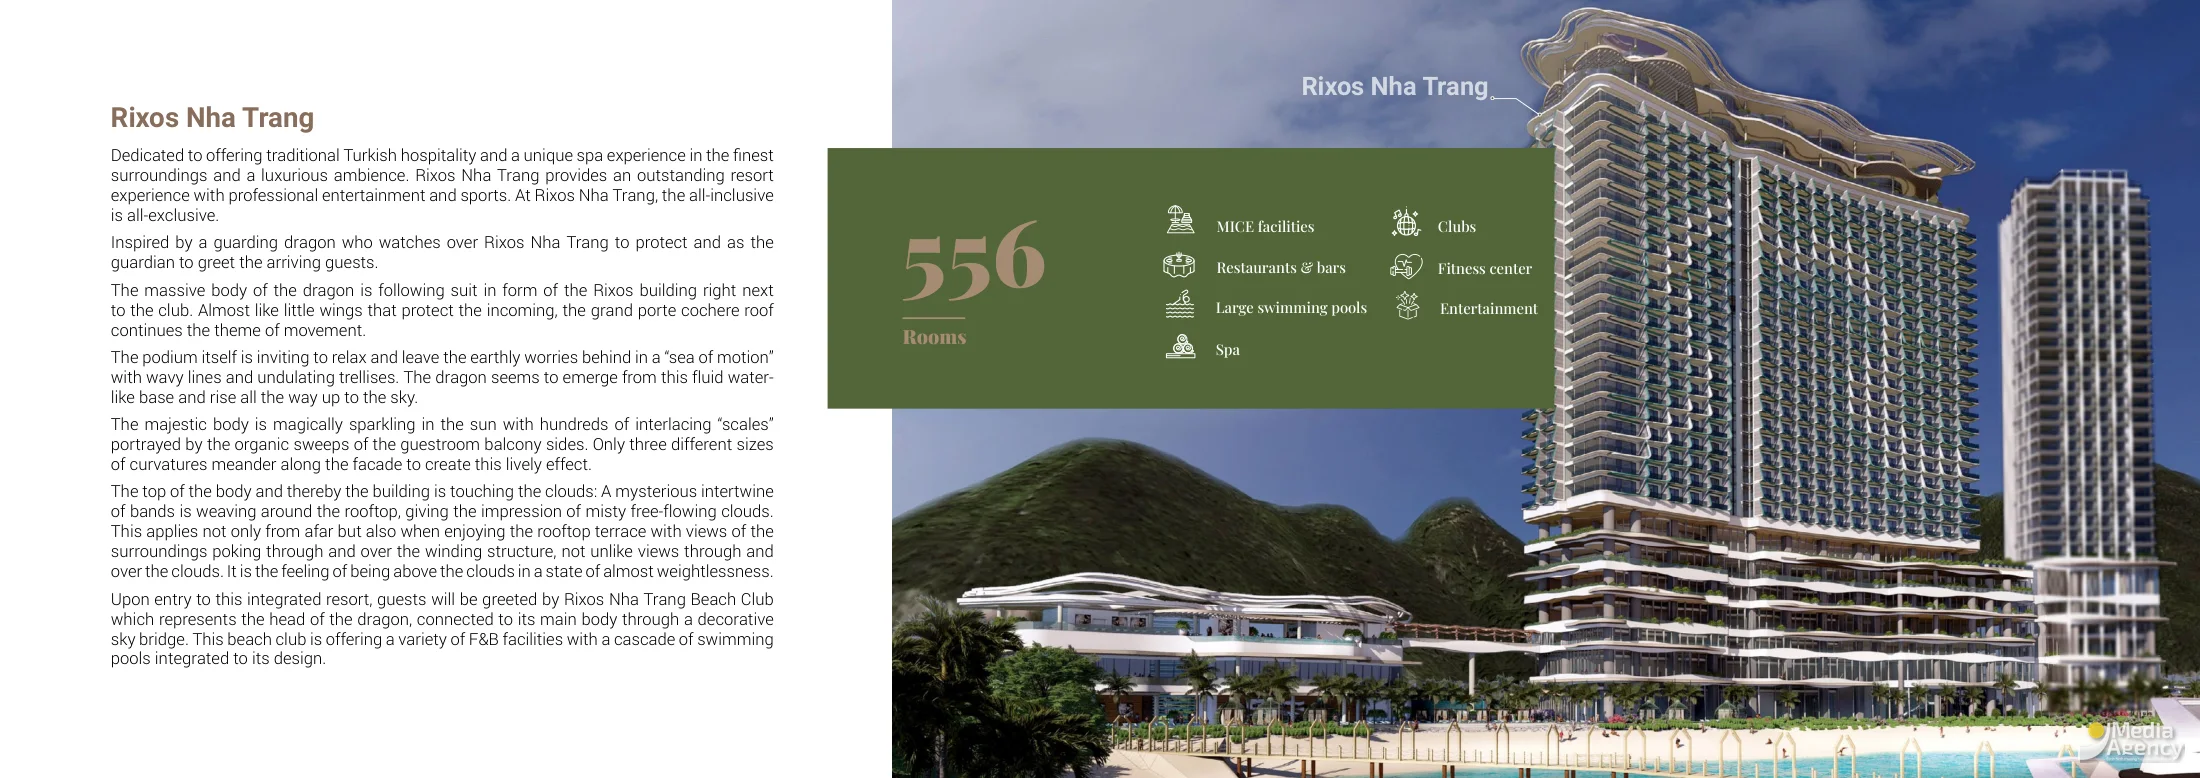 Rixos Nha Trang
Dedicated to offering traditional Turkish hospitality and a unique spa experience in the finest
surroundings and a luxurious ambience. Rixos Nha Trang provides an outstanding resort
experience with professional entertainment and sports. At Rixos Nha Trang, the all-inclusive
is all-exclusive.
Inspired by a guarding dragon who watches over Rixos Nha Trang to protect and as the
guardian to greet the arriving guests.
The massive body of the dragon is following suit in form of the Rixos building right next
to the club. Almost like little wings that protect the incoming, the grand porte cochere roof
continues the theme of movement.
The podium itself is inviting to relax and leave the earthly worries behind in a “sea of motion”
with wavy lines and undulating trellises. The dragon seems to emerge from this fluid water-
like base and rise all the way up to the sky.
The majestic body is magically sparkling in the sun with hundreds of interlacing “scales”
portrayed by the organic sweeps of the guestroom balcony sides. Only three different sizes
of curvatures meander along the facade to create this lively effect.
The top of the body and thereby the building is touching the clouds: A mysterious intertwine
of bands is weaving around the rooftop, giving the impression of misty free-flowing clouds.
This applies not only from afar but also when enjoying the rooftop terrace with views of the
surroundings poking through and over the winding structure, not unlike views through and
over the clouds. It is the feeling of being above the clouds in a state of almost weightlessness.
Upon entry to this integrated resort, guests will be greeted by Rixos Nha Trang Beach Club
which represents the head of the dragon, connected to its main body through a decorative
sky bridge. This beach club is offering a variety of F&B facilities with a cascade of swimming
pools integrated to its design.
Rixos Nha Trang
556
Rooms
MICE facilities
Restaurants & bars
Large swimming pools
Spa
Clubs
Fitness center
Entertainment
iMedia
Agency